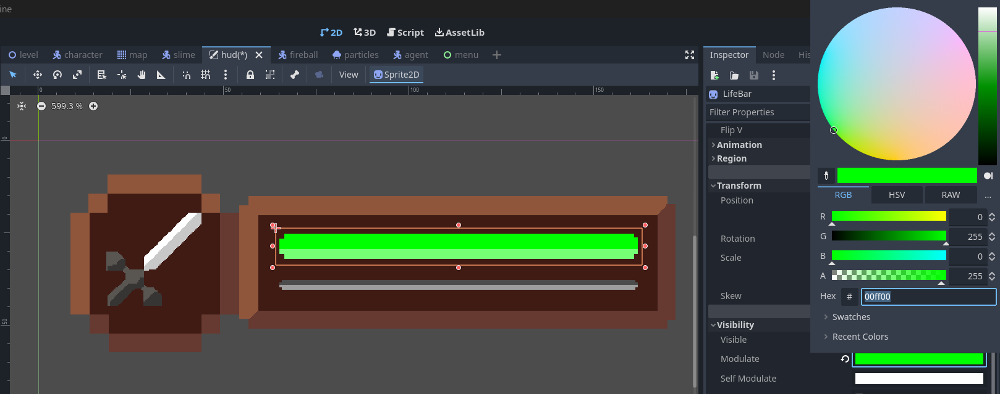 ine
2D 3D Script AssetLib
level character map slime hud(*) fireball particles agent menu
Inspector Node His
View Sprite2D
0 50 100 150
LifeBar
599.3 %
Filter Properties
Flip V
0
Animation
Region
Transform
RGB HSV RAW ...
Position
R 0
G 255
Rotation
B 0
Scale
A 255
Skew
Hex # 00ff00
Swatches
50
Visibility
Visible
Recent Colors
Modulate
Self Modulate